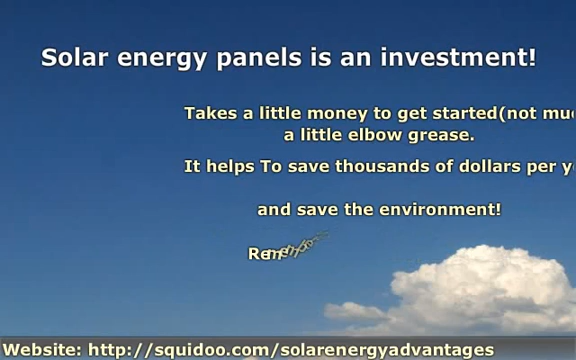 Solar energy panels is an investment!
Takes a little money to get started(not mu
a little elbow grease.
It helps To save thousands of dollars per y
and save the environment!
Website: http://squidoo.com/solarenergyadvantages